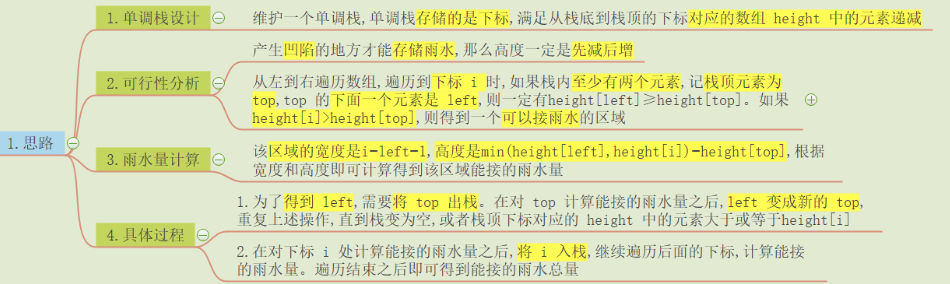 1.思路
1.单调栈设计
维护一个单调栈,单调栈存储的是下标,满足从栈底到栈顶的下标对应的数组 height 中的元素递减
2.可行性分析
产生凹陷的地方才能存储雨水,那么高度一定是先减后增
从左到右遍历数组,遍历到下标 i 时,如果栈内至少有两个元素,记栈顶元素为
top,top 的下面一个元素是 left,则一定有height[left]≥height[top]。如果
height[i]>height[top],则得到一个可以接雨水的区域
3.雨水量计算
该区域的宽度是i-left-1,高度是min(height[left],height[i])-height[top],根据
宽度和高度即可计算得到该区域能接的雨水量
4.具体过程
1.为了得到 left,需要将 top 出栈。在对 top 计算能接的雨水量之后,left 变成新的 top,
重复上述操作,直到栈变为空,或者栈顶下标对应的 height 中的元素大于或等于height[i]
2.在对下标 i 处计算能接的雨水量之后,将 i 入栈,继续遍历后面的下标,计算能接
的雨水量。遍历结束之后即可得到能接的雨水总量